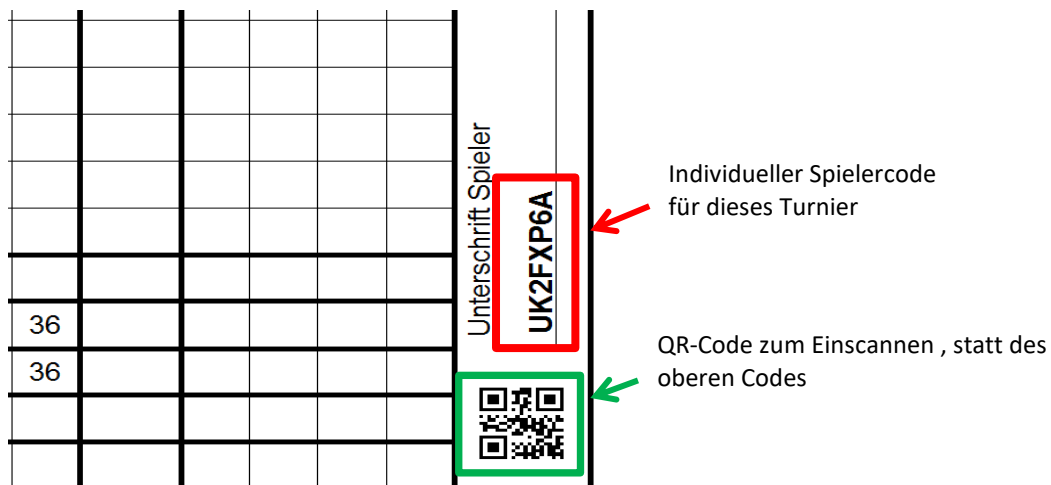 36
36
Unterschrift Spieler
UK2FXP6A
Individueller Spielercode
für dieses Turnier
QR-Code zum Einscannen , statt des
oberen Codes